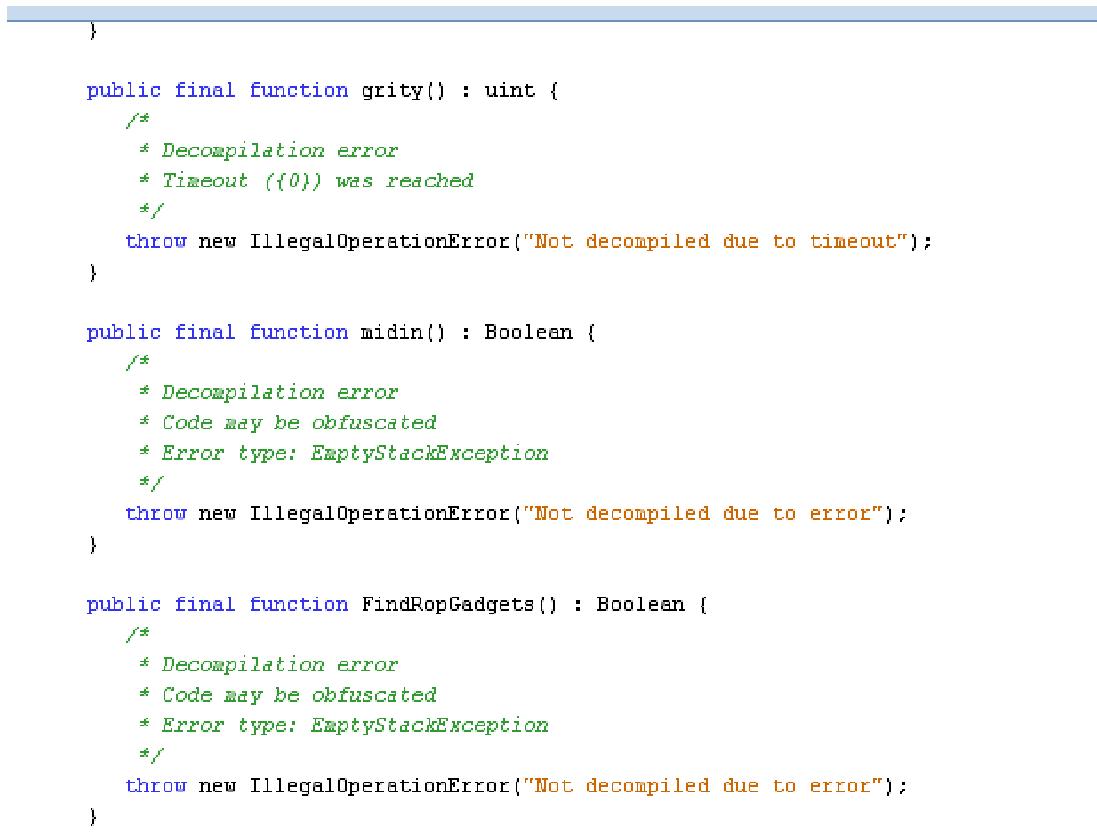 }
public final function grity() : uint {
/*
* Decompilation error
* Timeout ({0}) was reached
*/
throw new IllegalOperationError("Not decompiled due to timeout");
}
public final function midin() : Boolean {
/*
* Decompilation error
* Code may be obfuscated
* Error type: EmptyStackException
*/
throw new IllegalOperationError("Not decompiled due to error");
}
public final function FindRopGadgets() : Boolean {
/*
* Decompilation error
* Code may be obfuscated
* Error type: EmptyStackException
*/
throw new IllegalOperationError("Not decompiled due to error");
}